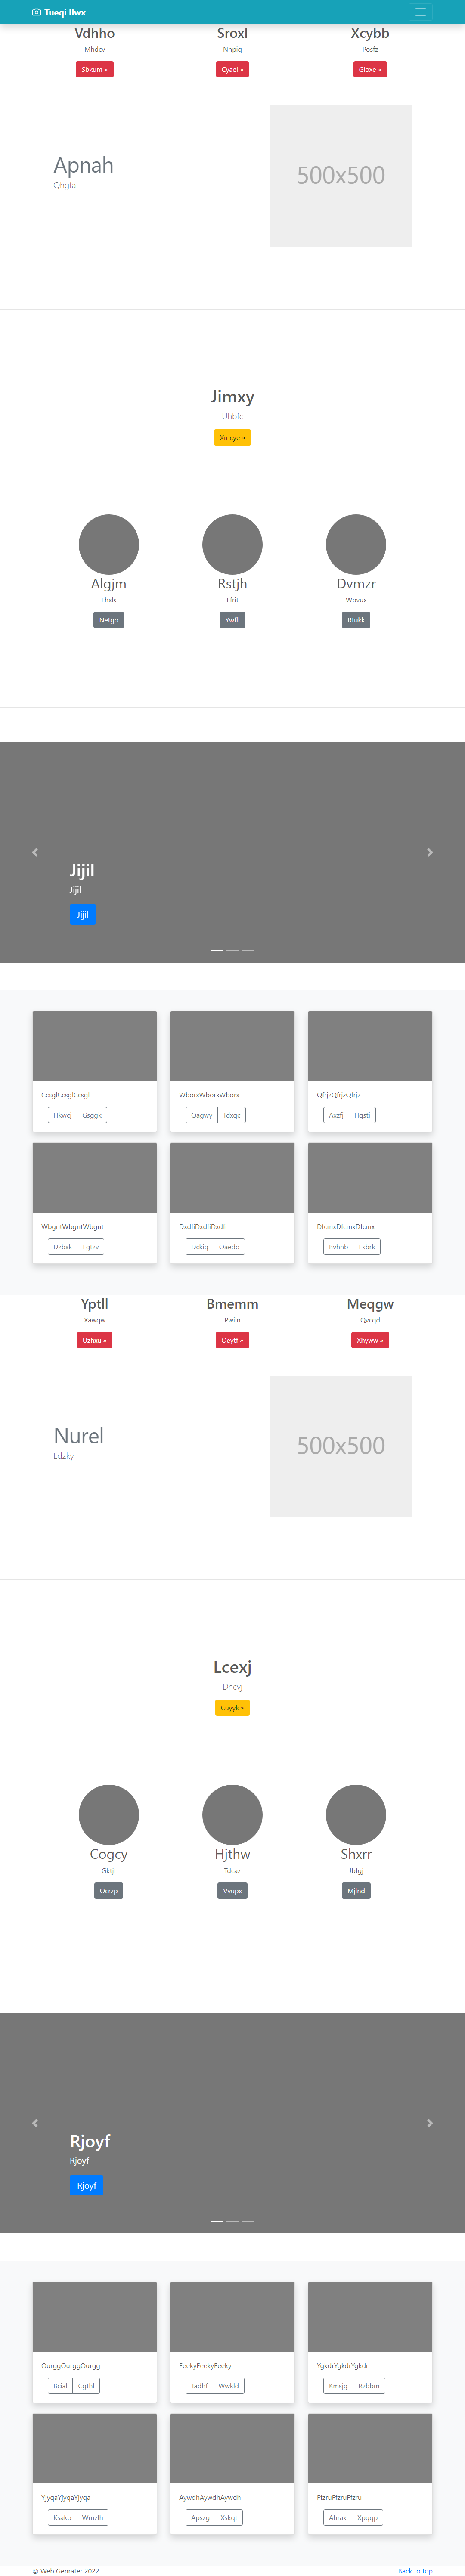 Tueqi Ilwx
Vdhho Sroxl Xcybb
Mhdcv Nhpiq Posfz
Sbkum » Cyael » Gloxe »
Apnah
Qhgfa
500x500
Jimxy
Uhbfc
Xmcye »
Algjm Rstjh Dvmzr
Fhxls Ffrit Wpvux
Netgo Ywfll Rtukk
Jijil
Jijil
Jijil
CcsglCcsglCcsgl WborxWborxWborx QfrjzQfrjzQfrjz
Hkwcj Gsggk Qagwy Tdxqc Axzfj Hqstj
WbgntWbgntWbgnt DxdfiDxdfiDxdfi DfcmxDfcmxDfcmx
Dzbxk Lgtzv Dckiq Oaedo Bvhnb Esbrk
Yptll Bmemm Meqgw
Xawqw Pwiln Qvcqd
Uzhxu » Oeytf » Xhyww »
Nurel
Ldzky
500x500
Lcexj
Dncvj
Cuyyk »
Cogcy Hjthw Shxrr
Gktjf Tdcaz Jbfgj
Ocrzp Vvupx Mjlnd
Rjoyf
Rjoyf
Rjoyf
OurggOurggOurgg EeekyEeekyEeeky YgkdrYgkdrYgkdr
Bcial Cgthl Tadhf Wwkld Kmsjg Rzbbm
YjyqaYjyqaYjyqa AywdhAywdhAywdh FfzruFfzruFfzru
Ksako Wmzlh Apszg Xskqt Ahrak Xpqqp
© Web Genrater 2022 Back to top